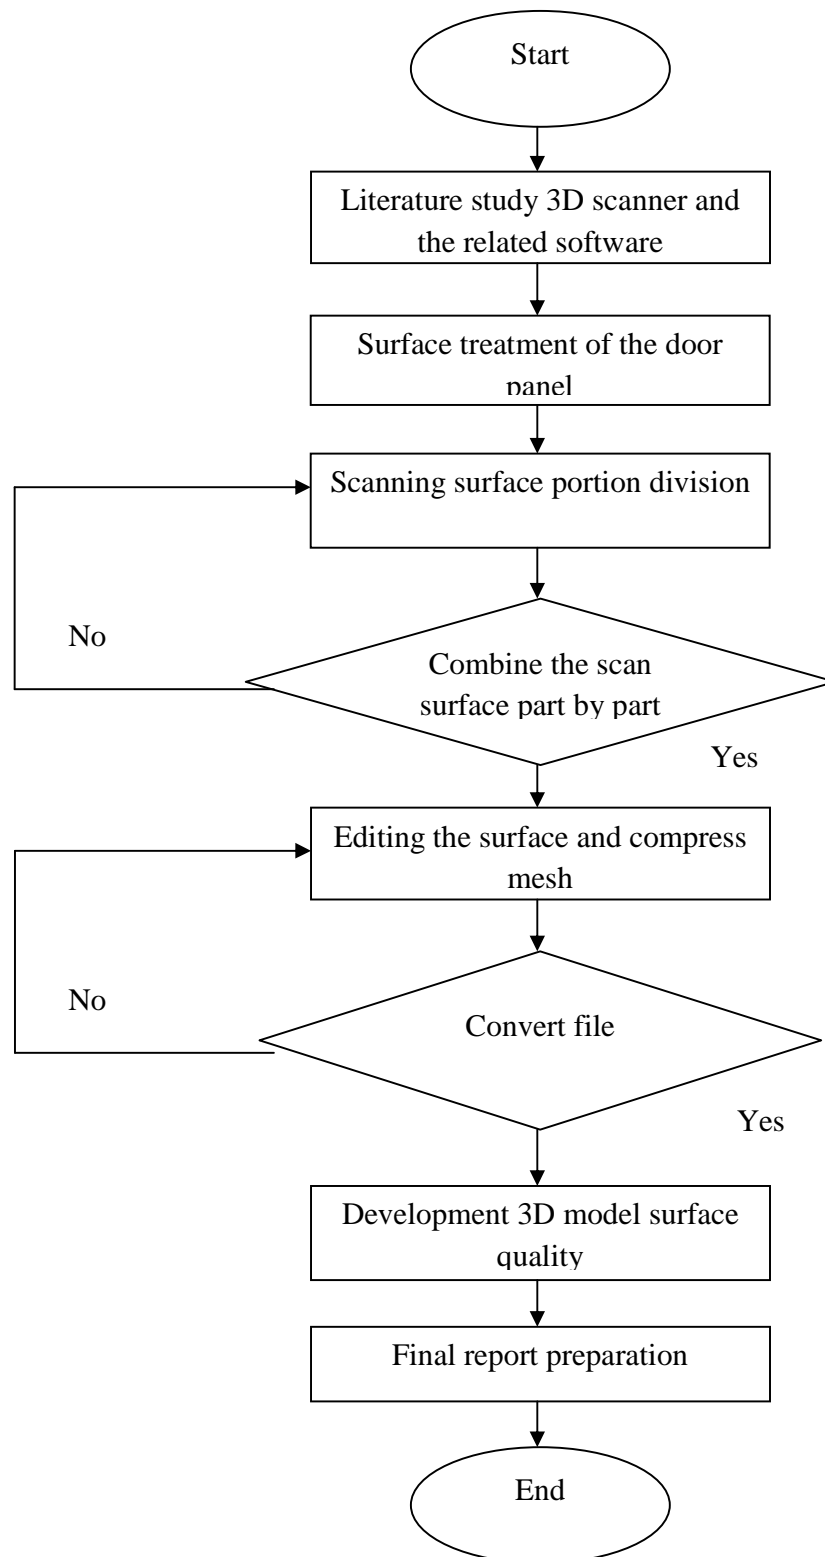 Start
Literature study 3D scanner and
the related software
Surface treatment of the door
panel
Scanning surface portion division
No
Combine the scan
surface part by part
Yes
Editing the surface and compress
mesh
No
Convert file
Yes
Development 3D model surface
quality
Final report preparation
End